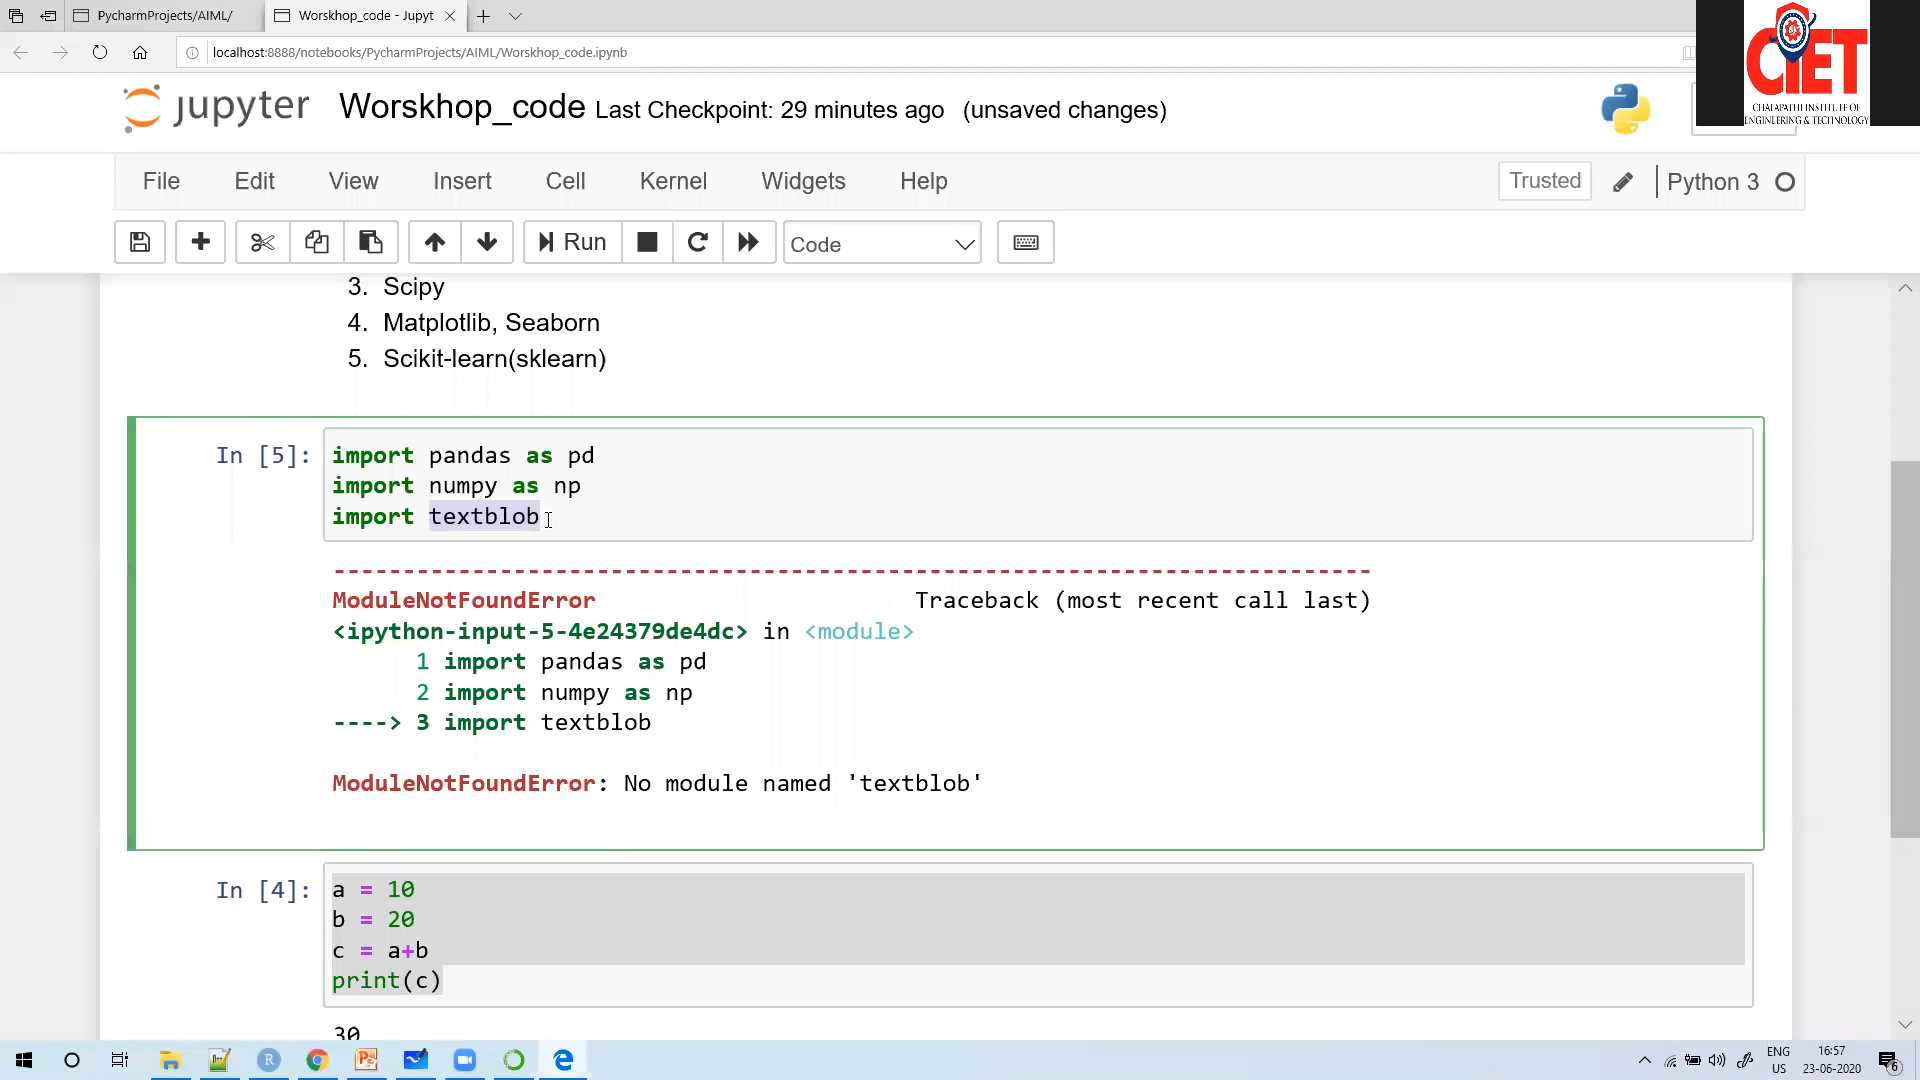 PycharmProjects/AIML/
Worskhop_code - Jupyt
localhost:8888/notebooks/PycharmProjects/AIML/Worskhop_code.ipynb
CIET
CHALAPATHI INSTITUTE OF
ENGINEERING & TECHNOLOGY
jupyter Worskhop_code Last Checkpoint: 29 minutes ago (unsaved changes)
File Edit View Insert Cell Kernel Widgets Help Trusted Python 3
Run Code
3. Scipy
4. Matplotlib, Seaborn
5. Scikit-learn(sklearn)
In [5]: import pandas as pd
import numpy as np
import textblob
---------------------------------------------------------------------------
ModuleNotFoundError Traceback (most recent call last)
<ipython-input-5-4e24379de4dc> in <module>
1 import pandas as pd
2 import numpy as np
----> 3 import textblob
ModuleNotFoundError: No module named 'textblob'
In [4]: a = 10
b = 20
c = a+b
print(c)
30
ENG
US
16:57
23-06-2020
6